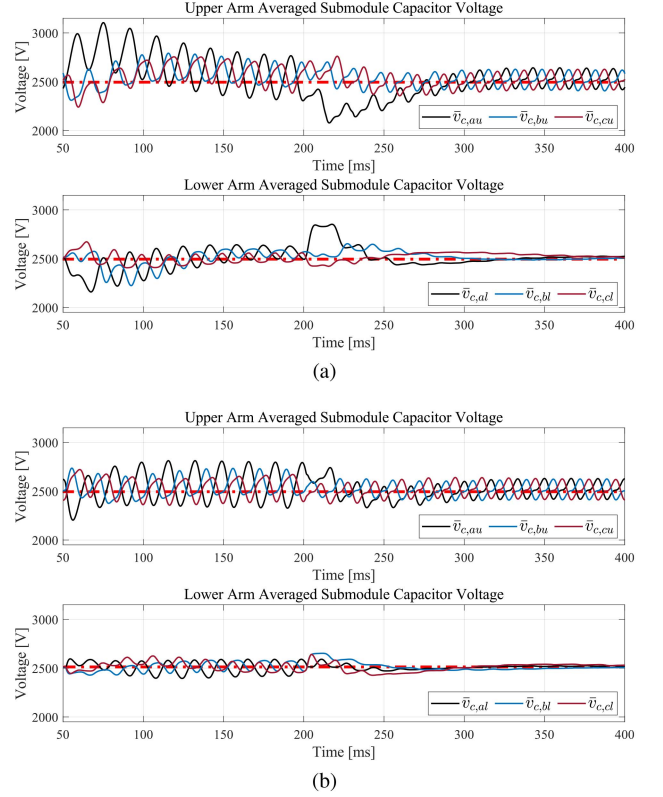 Upper Arm Averaged Submodule Capacitor Voltage
3000
2500
2000
Voltage [V]
v̄c,au v̄c,bu v̄c,cu
50 100 150 200 250 300 350 400
Time [ms]
Lower Arm Averaged Submodule Capacitor Voltage
3000
2500
2000
Voltage [V]
v̄c,al v̄c,bl v̄c,cl
50 100 150 200 250 300 350 400
Time [ms]
(a)
Upper Arm Averaged Submodule Capacitor Voltage
3000
2500
2000
Voltage [V]
v̄c,au v̄c,bu v̄c,cu
50 100 150 200 250 300 350 400
Time [ms]
Lower Arm Averaged Submodule Capacitor Voltage
3000
2500
2000
Voltage [V]
v̄c,al v̄c,bl v̄c,cl
50 100 150 200 250 300 350 400
Time [ms]
(b)